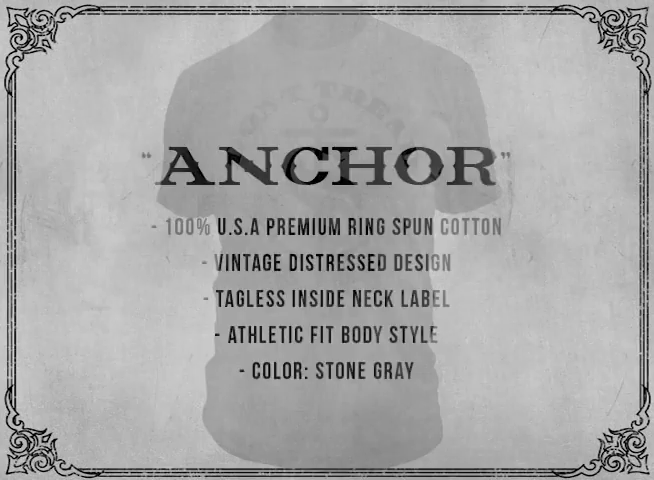 "ANCHOR"
- 100% U.S.A PREMIUM RING SPUN COTTON
- VINTAGE DISTRESSED DESIGN
- TAGLESS INSIDE NECK LABEL
- ATHLETIC FIT BODY STYLE
- COLOR: STONE GRAY